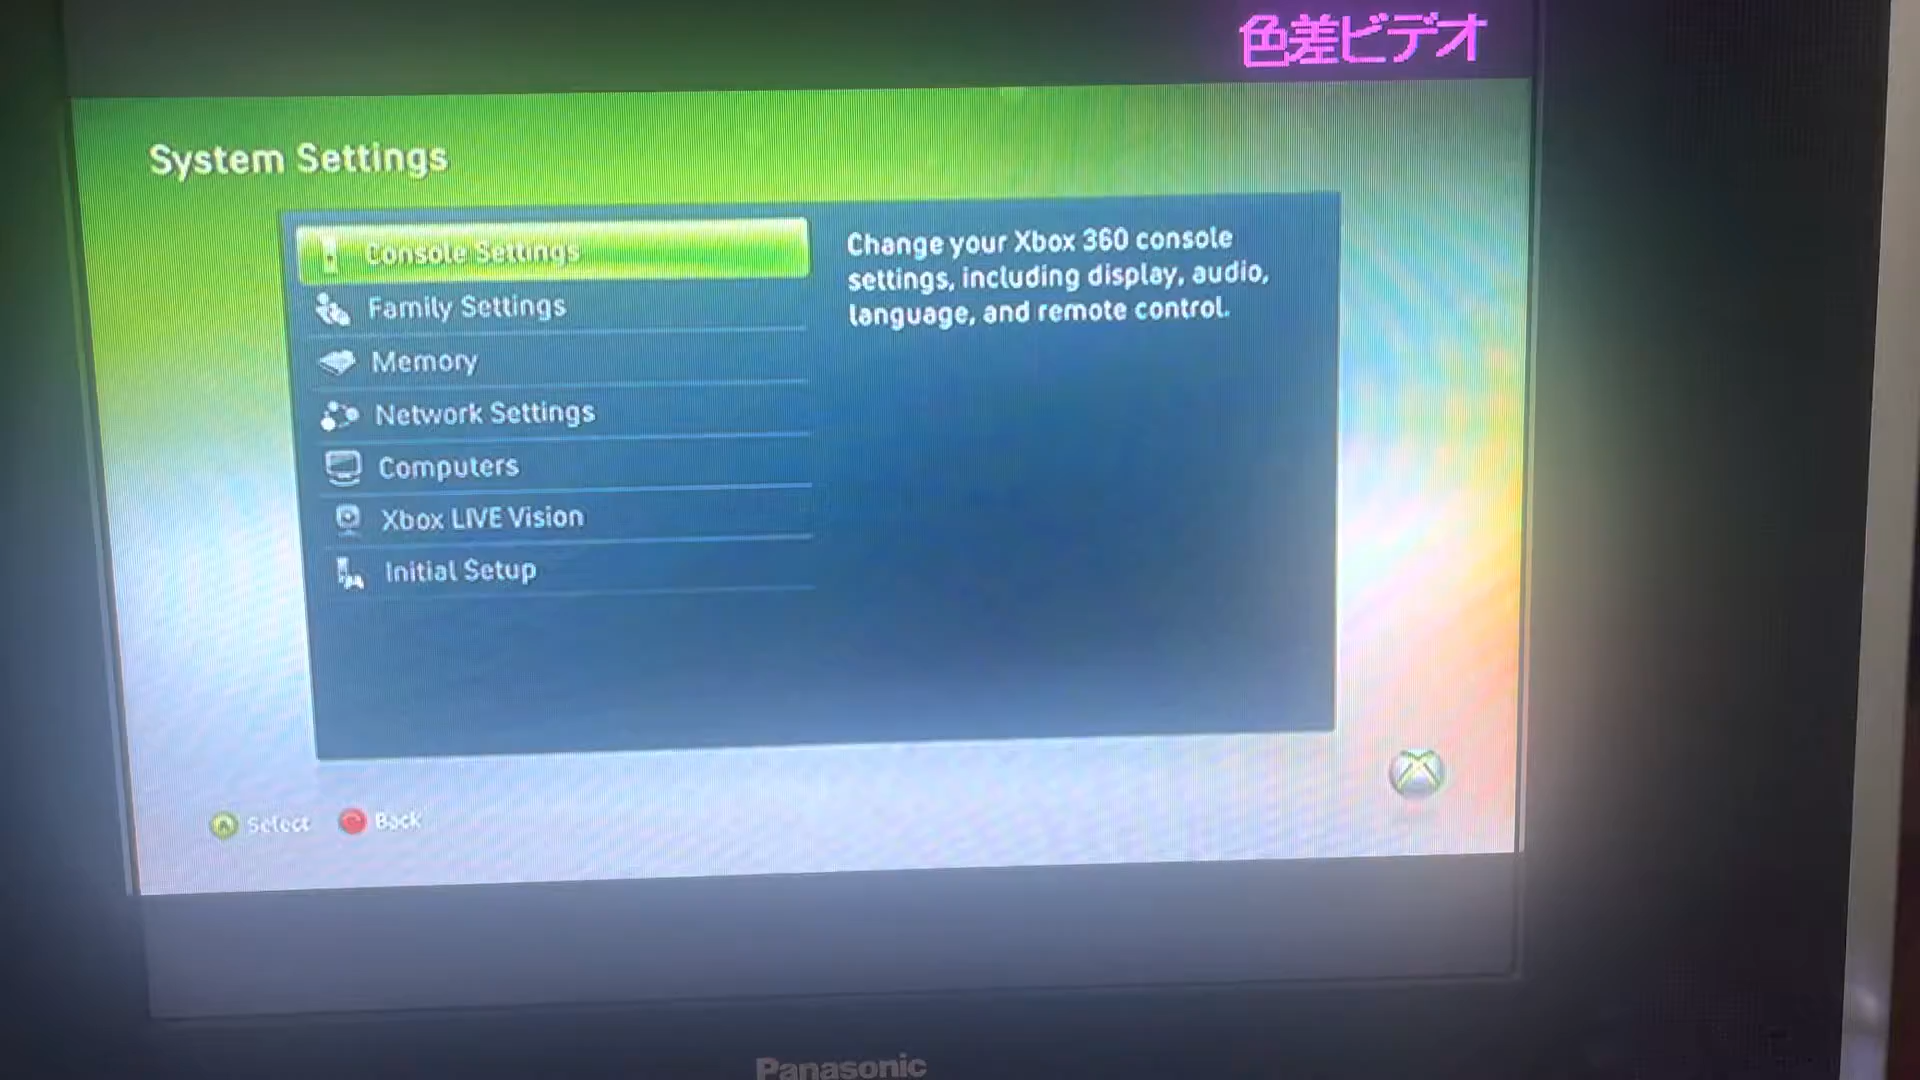 色差ビデオ
System Settings
Console Settings
Family Settings
Memory
Network Settings
Computers
Xbox LIVE Vision
Initial Setup
Change your Xbox 360 console
settings, including display, audio,
language, and remote control.
Select
Back
Panasonic